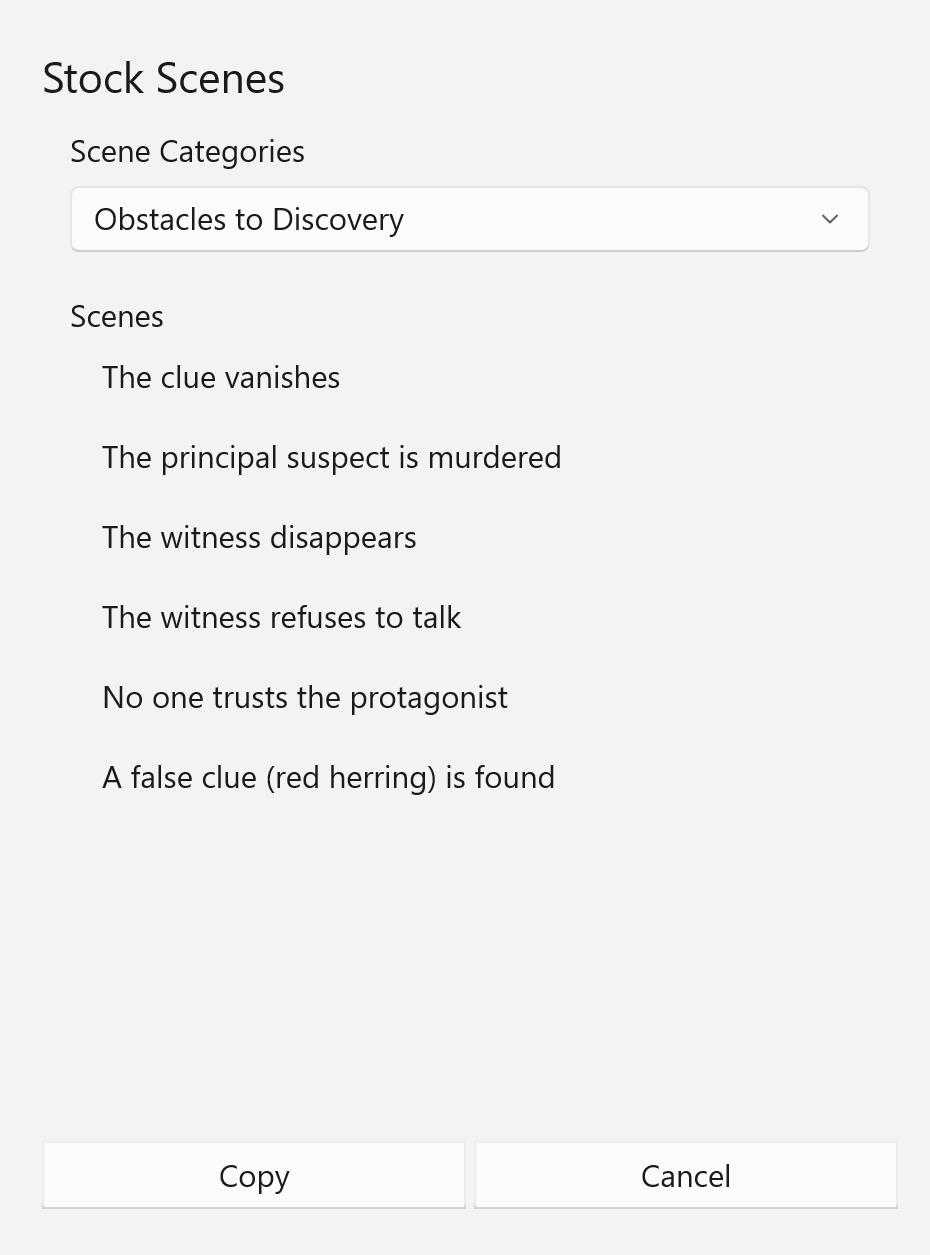 Stock Scenes
Scene Categories
Obstacles to Discovery
Scenes
The clue vanishes
The principal suspect is murdered
The witness disappears
The witness refuses to talk
No one trusts the protagonist
A false clue (red herring) is found
Copy
Cancel